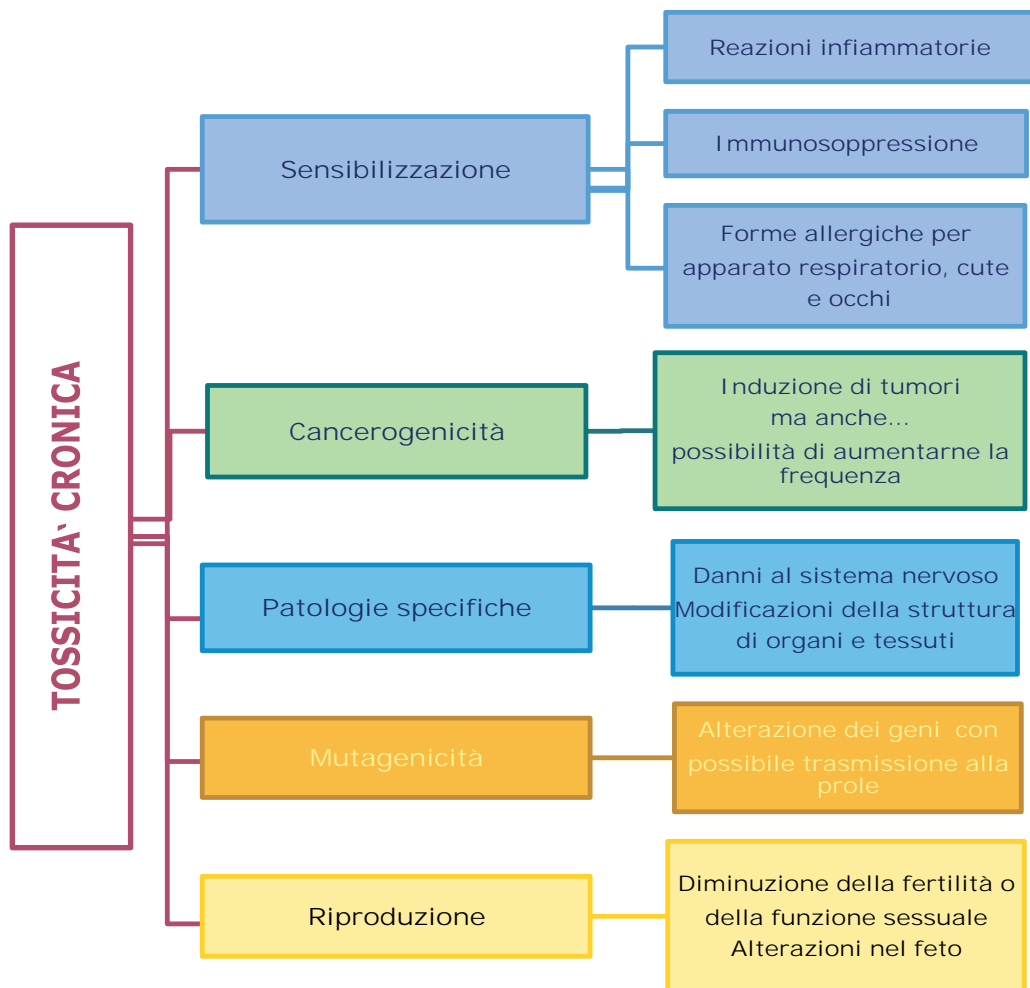 TOSSICITA` CRONICA
Sensibilizzazione
Reazioni infiammatorie
Immunosoppressione
Forme allergiche per
apparato respiratorio, cute
e occhi
Cancerogenicità
Induzione di tumori
ma anche...
possibilità di aumentarne la
frequenza
Patologie specifiche
Danni al sistema nervoso
Modificazioni della struttura
di organi e tessuti
Mutagenicità
Alterazione dei geni con
possibile trasmissione alla
prole
Riproduzione
Diminuzione della fertilità o
della funzione sessuale
Alterazioni nel feto